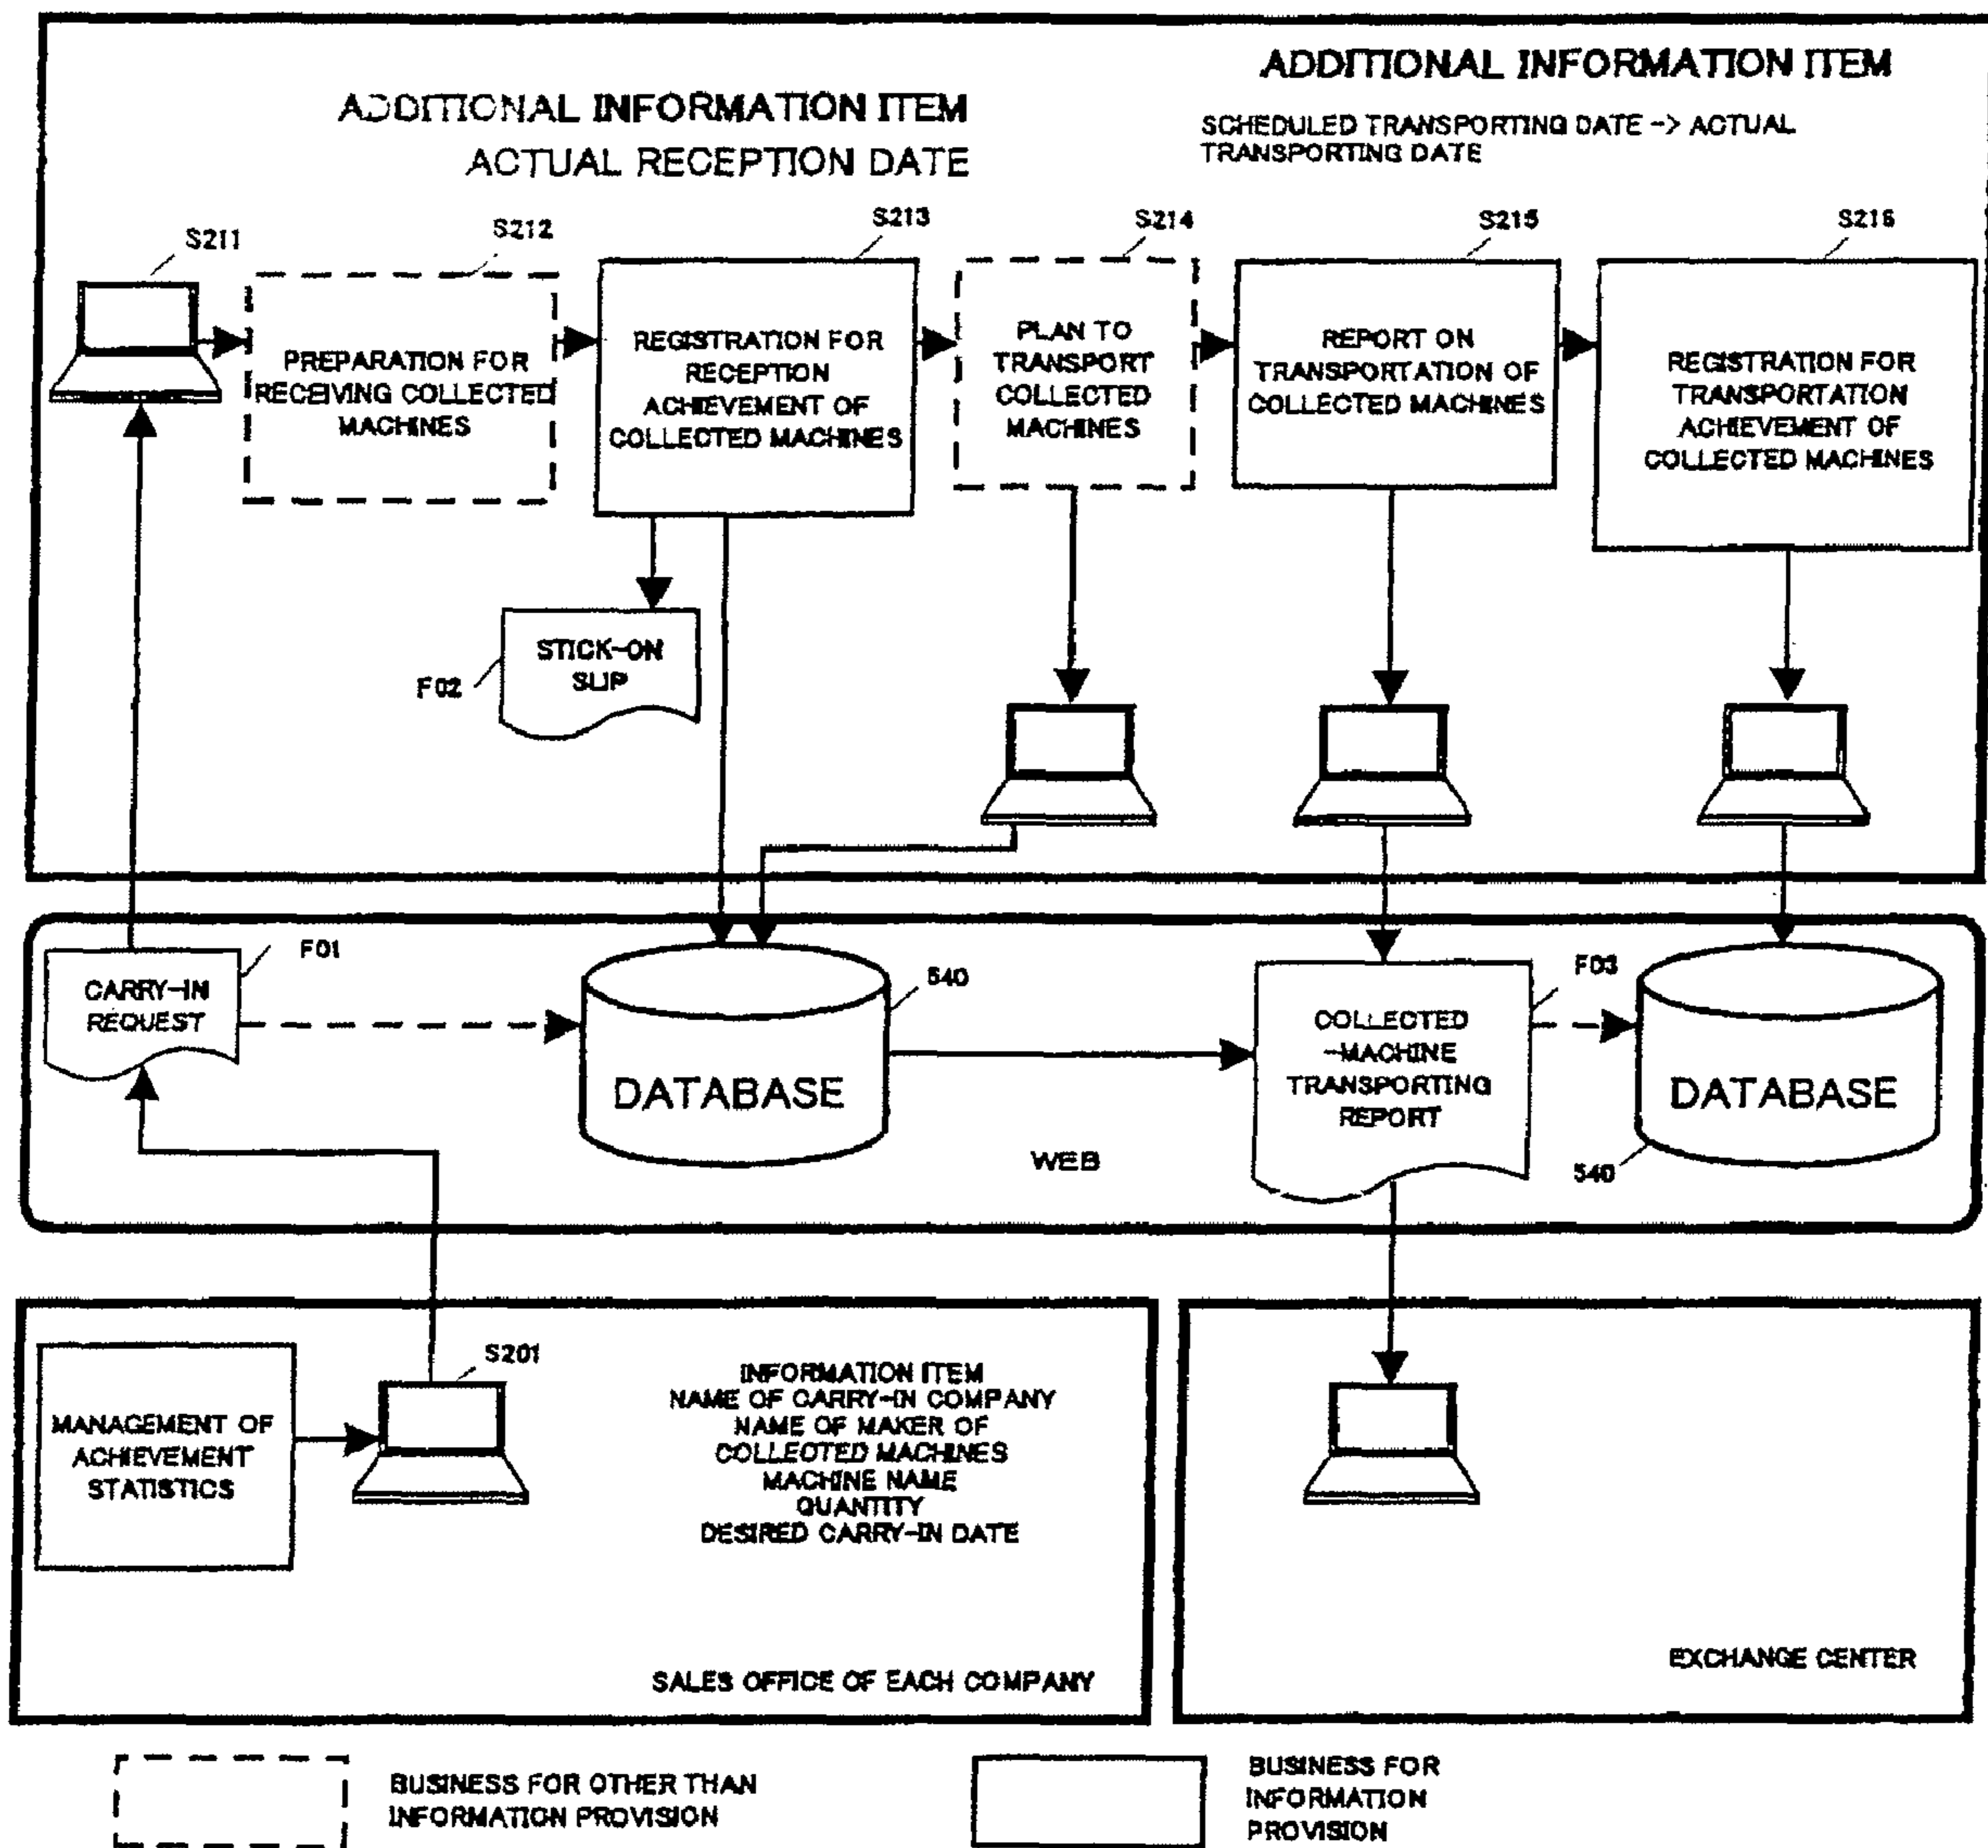 ADDITIONAL INFORMATION ITEM
ACTUAL RECEPTION DATE
ADDITIONAL INFORMATION ITEM
SCHEDULED TRANSPORTING DATE -> ACTUAL
TRANSPORTING DATE
S211
S212
S213
S214
S215
S216
PREPARATION FOR
RECEIVING COLLECTED
MACHINES
REGISTRATION FOR
RECEPTION
ACHIEVEMENT OF
COLLECTED MACHINES
PLAN TO
TRANSPORT
COLLECTED
MACHINES
REPORT ON
TRANSPORTATION OF
COLLECTED MACHINES
REGISTRATION FOR
TRANSPORTATION
ACHIEVEMENT OF
COLLECTED MACHINES
STICK-ON
SLIP
F02
F01
CARRY-IN
REQUEST
540
DATABASE
WEB
F03
COLLECTED
-MACHINE
TRANSPORTING
REPORT
DATABASE
540
MANAGEMENT OF
ACHIEVEMENT
STATISTICS
S201
INFORMATION ITEM
NAME OF CARRY-IN COMPANY
NAME OF MAKER OF
COLLECTED MACHINES
MACHINE NAME
QUANTITY
DESIRED CARRY-IN DATE
SALES OFFICE OF EACH COMPANY
EXCHANGE CENTER
BUSINESS FOR OTHER THAN
INFORMATION PROVISION
BUSINESS FOR
INFORMATION
PROVISION